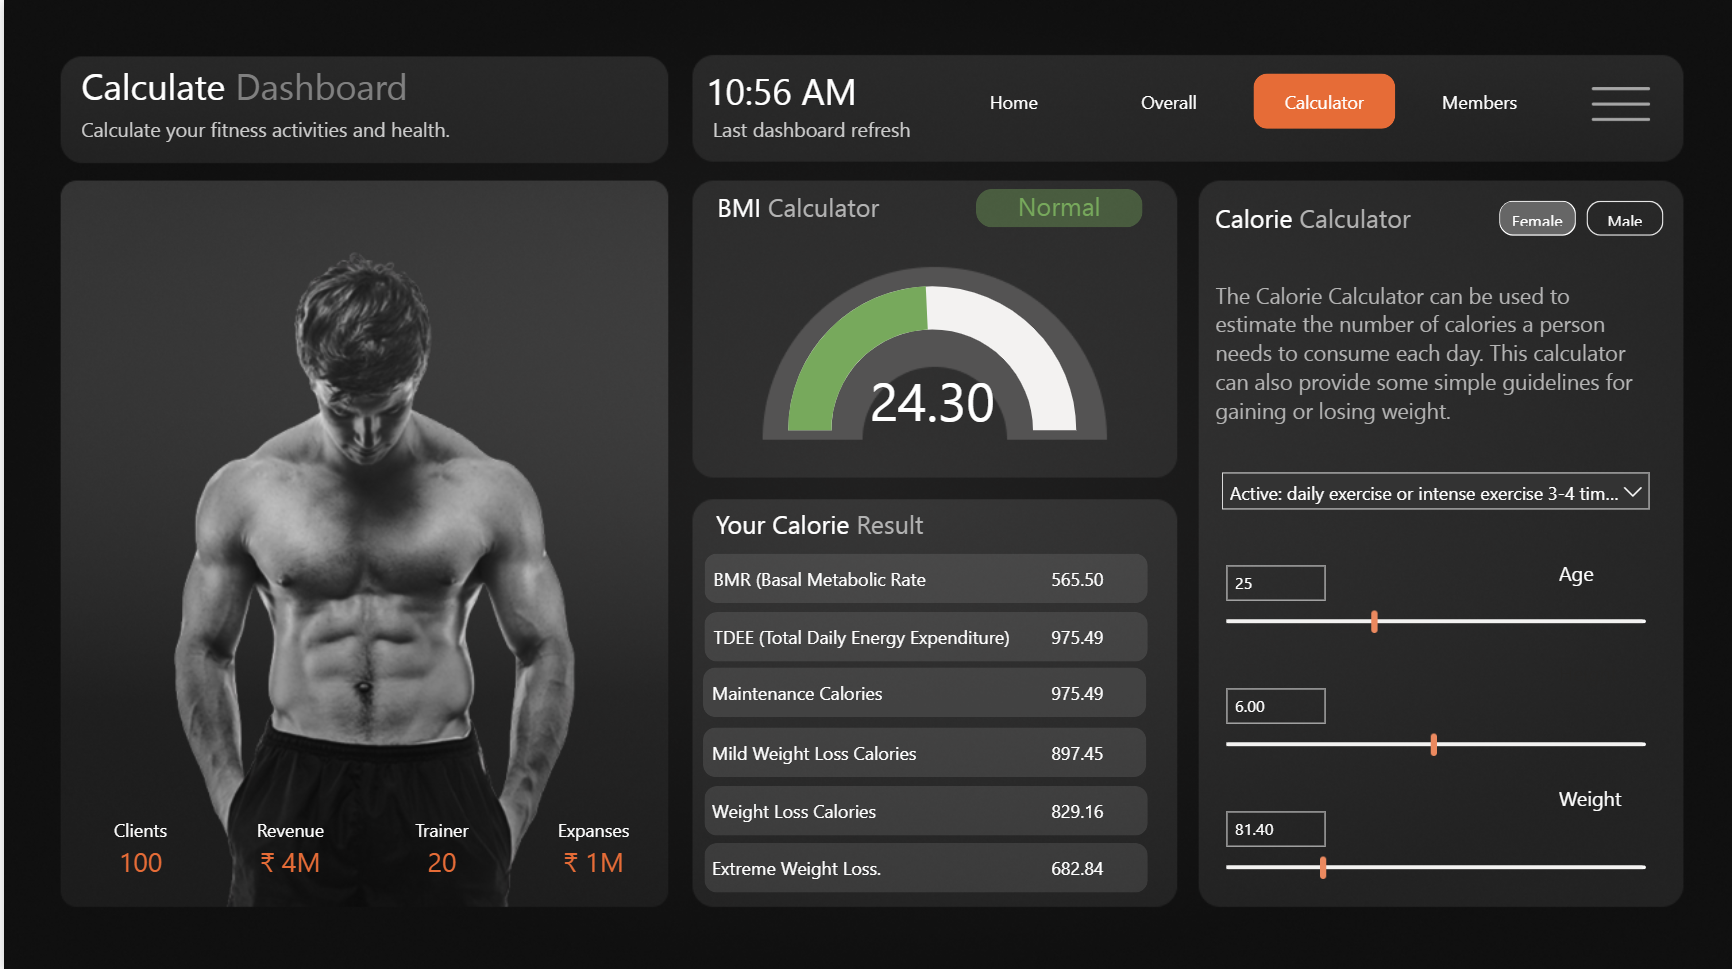 Calculate Dashboard
Calculate your fitness activities and health.
10:56 AM
Last dashboard refresh
Home
Overall
Calculator
Members
Clients
100
Revenue
₹ 4M
Trainer
20
Expanses
₹ 1M
BMI Calculator
Normal
24.30
Your Calorie Result
BMR (Basal Metabolic Rate 565.50
TDEE (Total Daily Energy Expenditure) 975.49
Maintenance Calories 975.49
Mild Weight Loss Calories 897.45
Weight Loss Calories 829.16
Extreme Weight Loss. 682.84
Calorie Calculator
Female
Male
The Calorie Calculator can be used to
estimate the number of calories a person
needs to consume each day. This calculator
can also provide some simple guidelines for
gaining or losing weight.
Active: daily exercise or intense exercise 3-4 tim...
Age
25
6.00
Weight
81.40